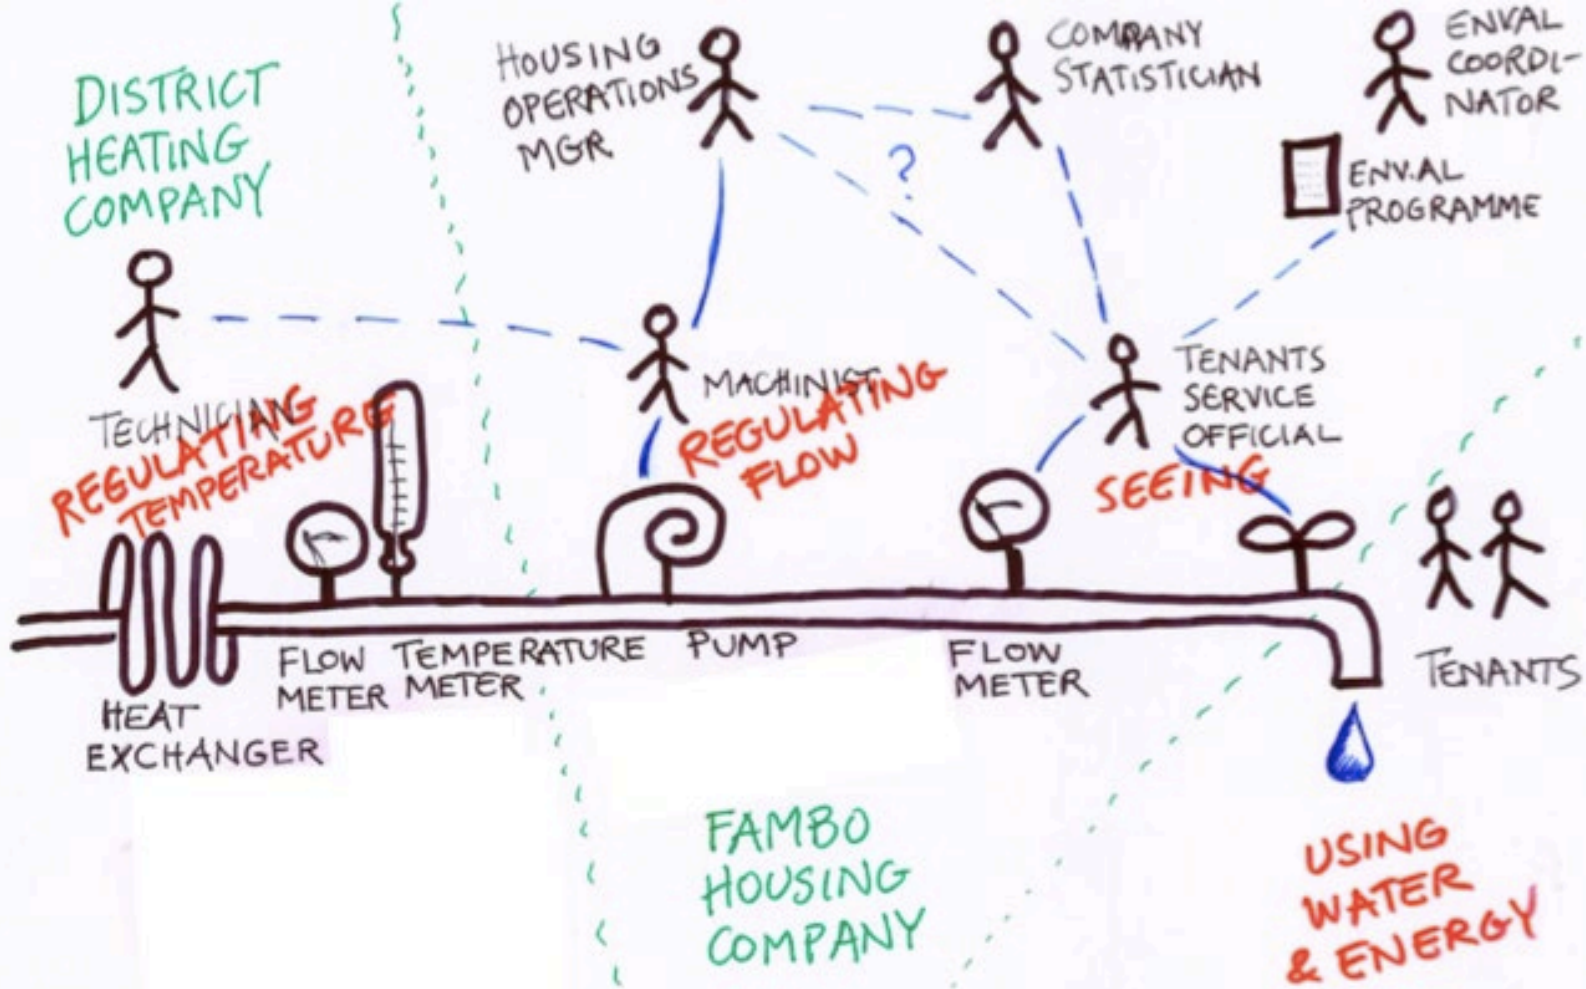 DISTRICT
HEATING
COMPANY
HOUSING
OPERATIONS
MGR
COMPANY
STATISTICIAN
ENVAL
COORDI-
NATOR
ENV.AL
PROGRAMME
?
TECHNICIAN
REGULATING
TEMPERATURE
MACHINIST
REGULATING
FLOW
TENANTS
SERVICE
OFFICIAL
SEEING
HEAT
EXCHANGER
FLOW
METER
TEMPERATURE
METER
PUMP
FLOW
METER
TENANTS
FAMBO
HOUSING
COMPANY
USING
WATER
& ENERGY